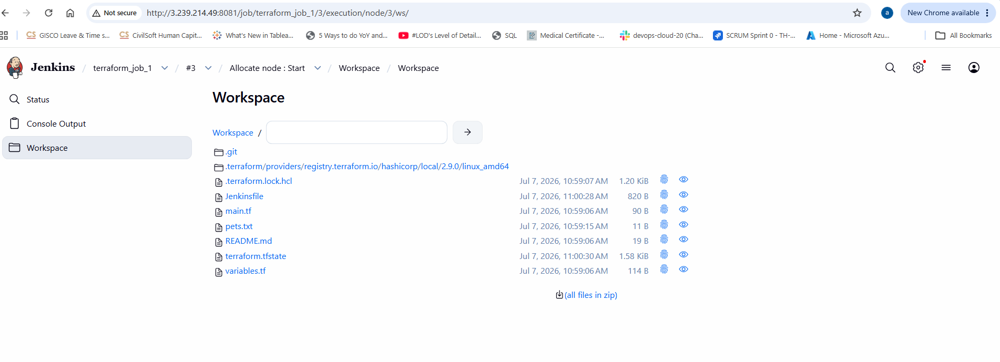 Not secure http://3.239.214.49:8081/job/terraform_job_1/3/execution/node/3/ws/ a New Chrome available
CS GISCO Leave & Time s... CS CivilSoft Human Capit... What's New in Tablea... 5 Ways to do YoY and... #LOD's Level of Detail... SQL Medical Certificate -... devops-cloud-20 (Cha... SCRUM Sprint 0 - TH-... Home - Microsoft Azu... All Bookmarks
Jenkins / terraform_job_1 / #3 / Allocate node : Start / Workspace / Workspace
Status
Console Output
Workspace
Workspace
Workspace /
.git
.terraform/providers/registry.terraform.io/hashicorp/local/2.9.0/linux_amd64
.terraform.lock.hcl Jul 7, 2026, 10:59:07 AM 1.20 KiB
Jenkinsfile Jul 7, 2026, 11:00:28 AM 820 B
main.tf Jul 7, 2026, 10:59:06 AM 90 B
pets.txt Jul 7, 2026, 10:59:15 AM 11 B
README.md Jul 7, 2026, 10:59:06 AM 19 B
terraform.tfstate Jul 7, 2026, 11:00:30 AM 1.58 KiB
variables.tf Jul 7, 2026, 10:59:06 AM 114 B
(all files in zip)